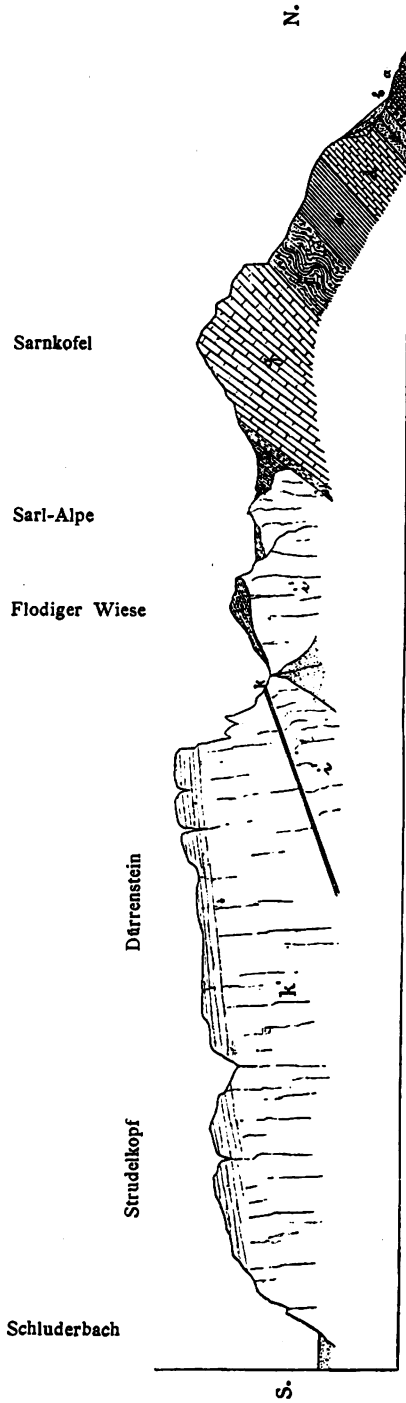 Schluderbach
Strudelkopf
Dürrenstein
Flodiger Wiese
Sarl-Alpe
Sarnkofel
S.
N.
k'
i'
k
i'